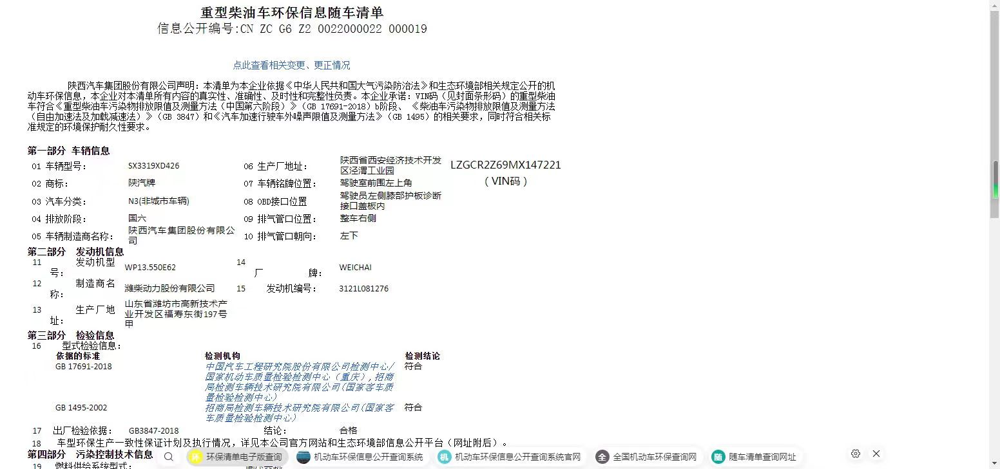 重型柴油车环保信息随车清单
信息公开编号:CN ZC G6 Z2 0022000022 000019
点此查看相关变更、更正情况
陕西汽车集团股份有限公司声明：本清单为本企业依据《中华人民共和国大气污染防治法》和生态环境部相关规定公开的机
动车环保信息，本企业对本清单所有内容的真实性、准确性、及时性和完整性负责。本企业承诺：VIN码（见封面条形码）的重型柴油
车符合《重型柴油车污染物排放限值及测量方法（中国第六阶段）》（GB 17691-2018）b阶段、《柴油车污染物排放限值及测量方法
（自由加速法及加载减速法）》（GB 3847）和《汽车加速行驶车外噪声限值及测量方法》（GB 1495）的相关要求，同时符合相关标
准规定的环境保护耐久性要求。
第一部分 车辆信息
01 车辆型号： SX3319XD426 06 生产厂地址： 陕西省西安经济技术开发
区泾渭工业园
LZGCR2Z69MX147221
（VIN码）
02 商标： 陕汽牌 07 车辆铭牌位置： 驾驶室前围左上角
03 汽车分类： N3(非城市车辆) 08 OBD接口位置 驾驶员左侧膝部护板诊断
接口盖板内
04 排放阶段： 国六 09 排气管口位置： 整车右侧
05 车辆制造商名称： 陕西汽车集团股份有限公
司
10 排气管口朝向： 左下
第二部分 发动机信息
11 发动机型
号： WP13.550E62 14 厂 牌： WEICHAI
12 制造商名
称： 潍柴动力股份有限公司 15 发动机编号： 3121L081276
13 生产厂地
址： 山东省潍坊市高新技术产
业开发区福寿东街197号
甲
第三部分 检验信息
16 型式检验信息：
依据的标准 检测机构 检测结论
GB 17691-2018 中国汽车工程研究院股份有限公司检测中心/ 符合
国家机动车质量检验检测中心（重庆）,招商
局检测车辆技术研究院有限公司(国家客车质
量检验检测中心)
GB 1495-2002 招商局检测车辆技术研究院有限公司(国家客 符合
车质量检验检测中心)
17 出厂检验依据： GB3847-2018 结论： 合格
18 车型环保生产一致性保证计划及执行情况，详见本公司官方网站和生态环境部信息公开平台（网址附后）。
第四部分 污染控制技术信息
环 环保清单电子版查询 机动车环保信息公开查询系统 机 机动车环保信息公开查询系统官网 全 全国机动车环保查询网 随 随车清单查询网址
19 燃料供给系统型式：